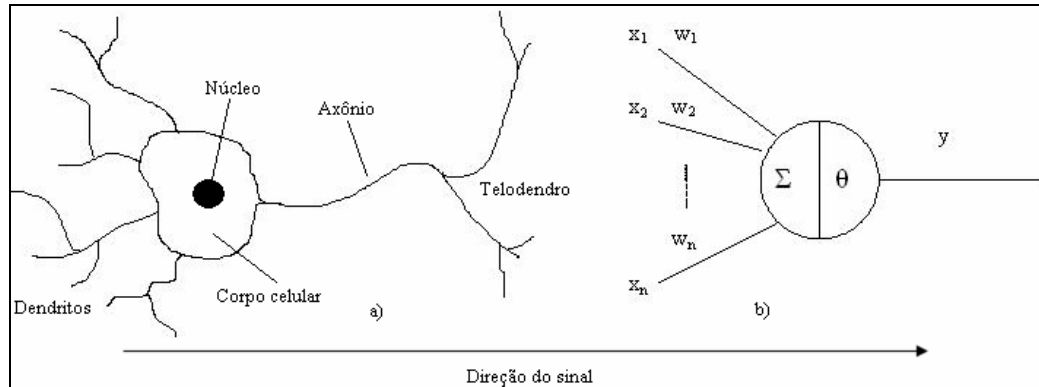 Núcleo
Axônio
Telodendro
Corpo celular
Dendritos
a)
x1 w1
x2 w2
wn
xn
Σ θ
y
b)
Direção do sinal